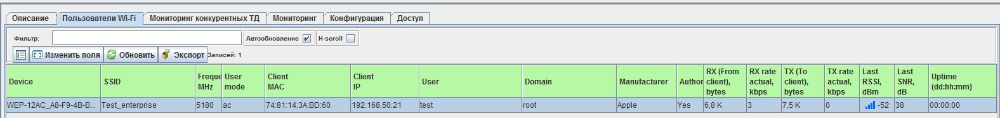 Описание Пользователи Wi-Fi Мониторинг конкурентных ТД Мониторинг Конфигурация Доступ
Фильтр: Автообновление H-scroll
Изменить поля Обновить Экспорт Записей: 1
Device SSID Freque MHz User mode Client MAC Client IP User Domain Manufacturer Author RX (From client), bytes RX rate actual, kbps TX (To client), bytes TX rate actual, kbps Last RSSI, dBm Last SNR, dB Uptime (dd:hh:mm)
WEP-12AC_A8-F9-4B-B... Test_enterprise 5180 ac 74:81:14:3A:BD:60 192.168.50.21 test root Apple Yes 6,8 K 3 7,5 K 0 -52 38 00:00:00